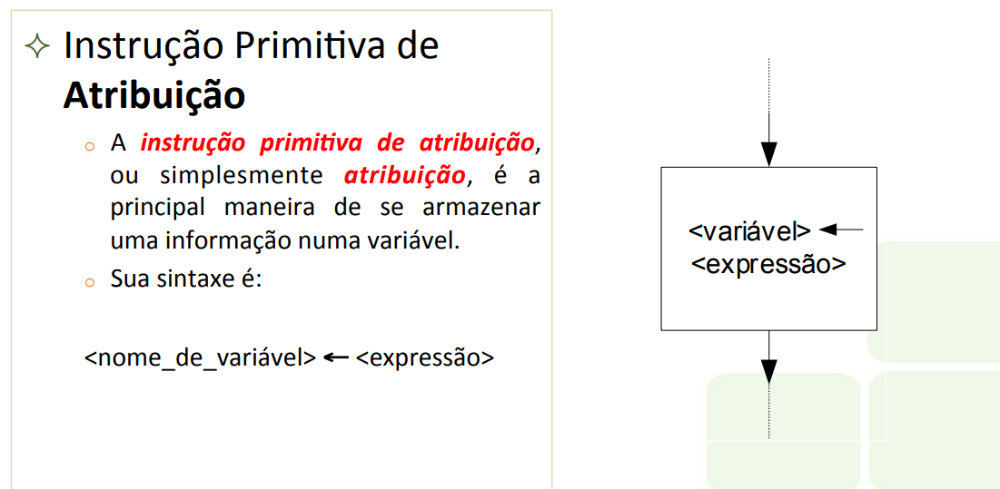 Instrução Primitiva de
Atribuição
A instrução primitiva de atribuição,
ou simplesmente atribuição, é a
principal maneira de se armazenar
uma informação numa variável.
Sua sintaxe é:
<nome_de_variável> ← <expressão>
<variável> ←
<expressão>